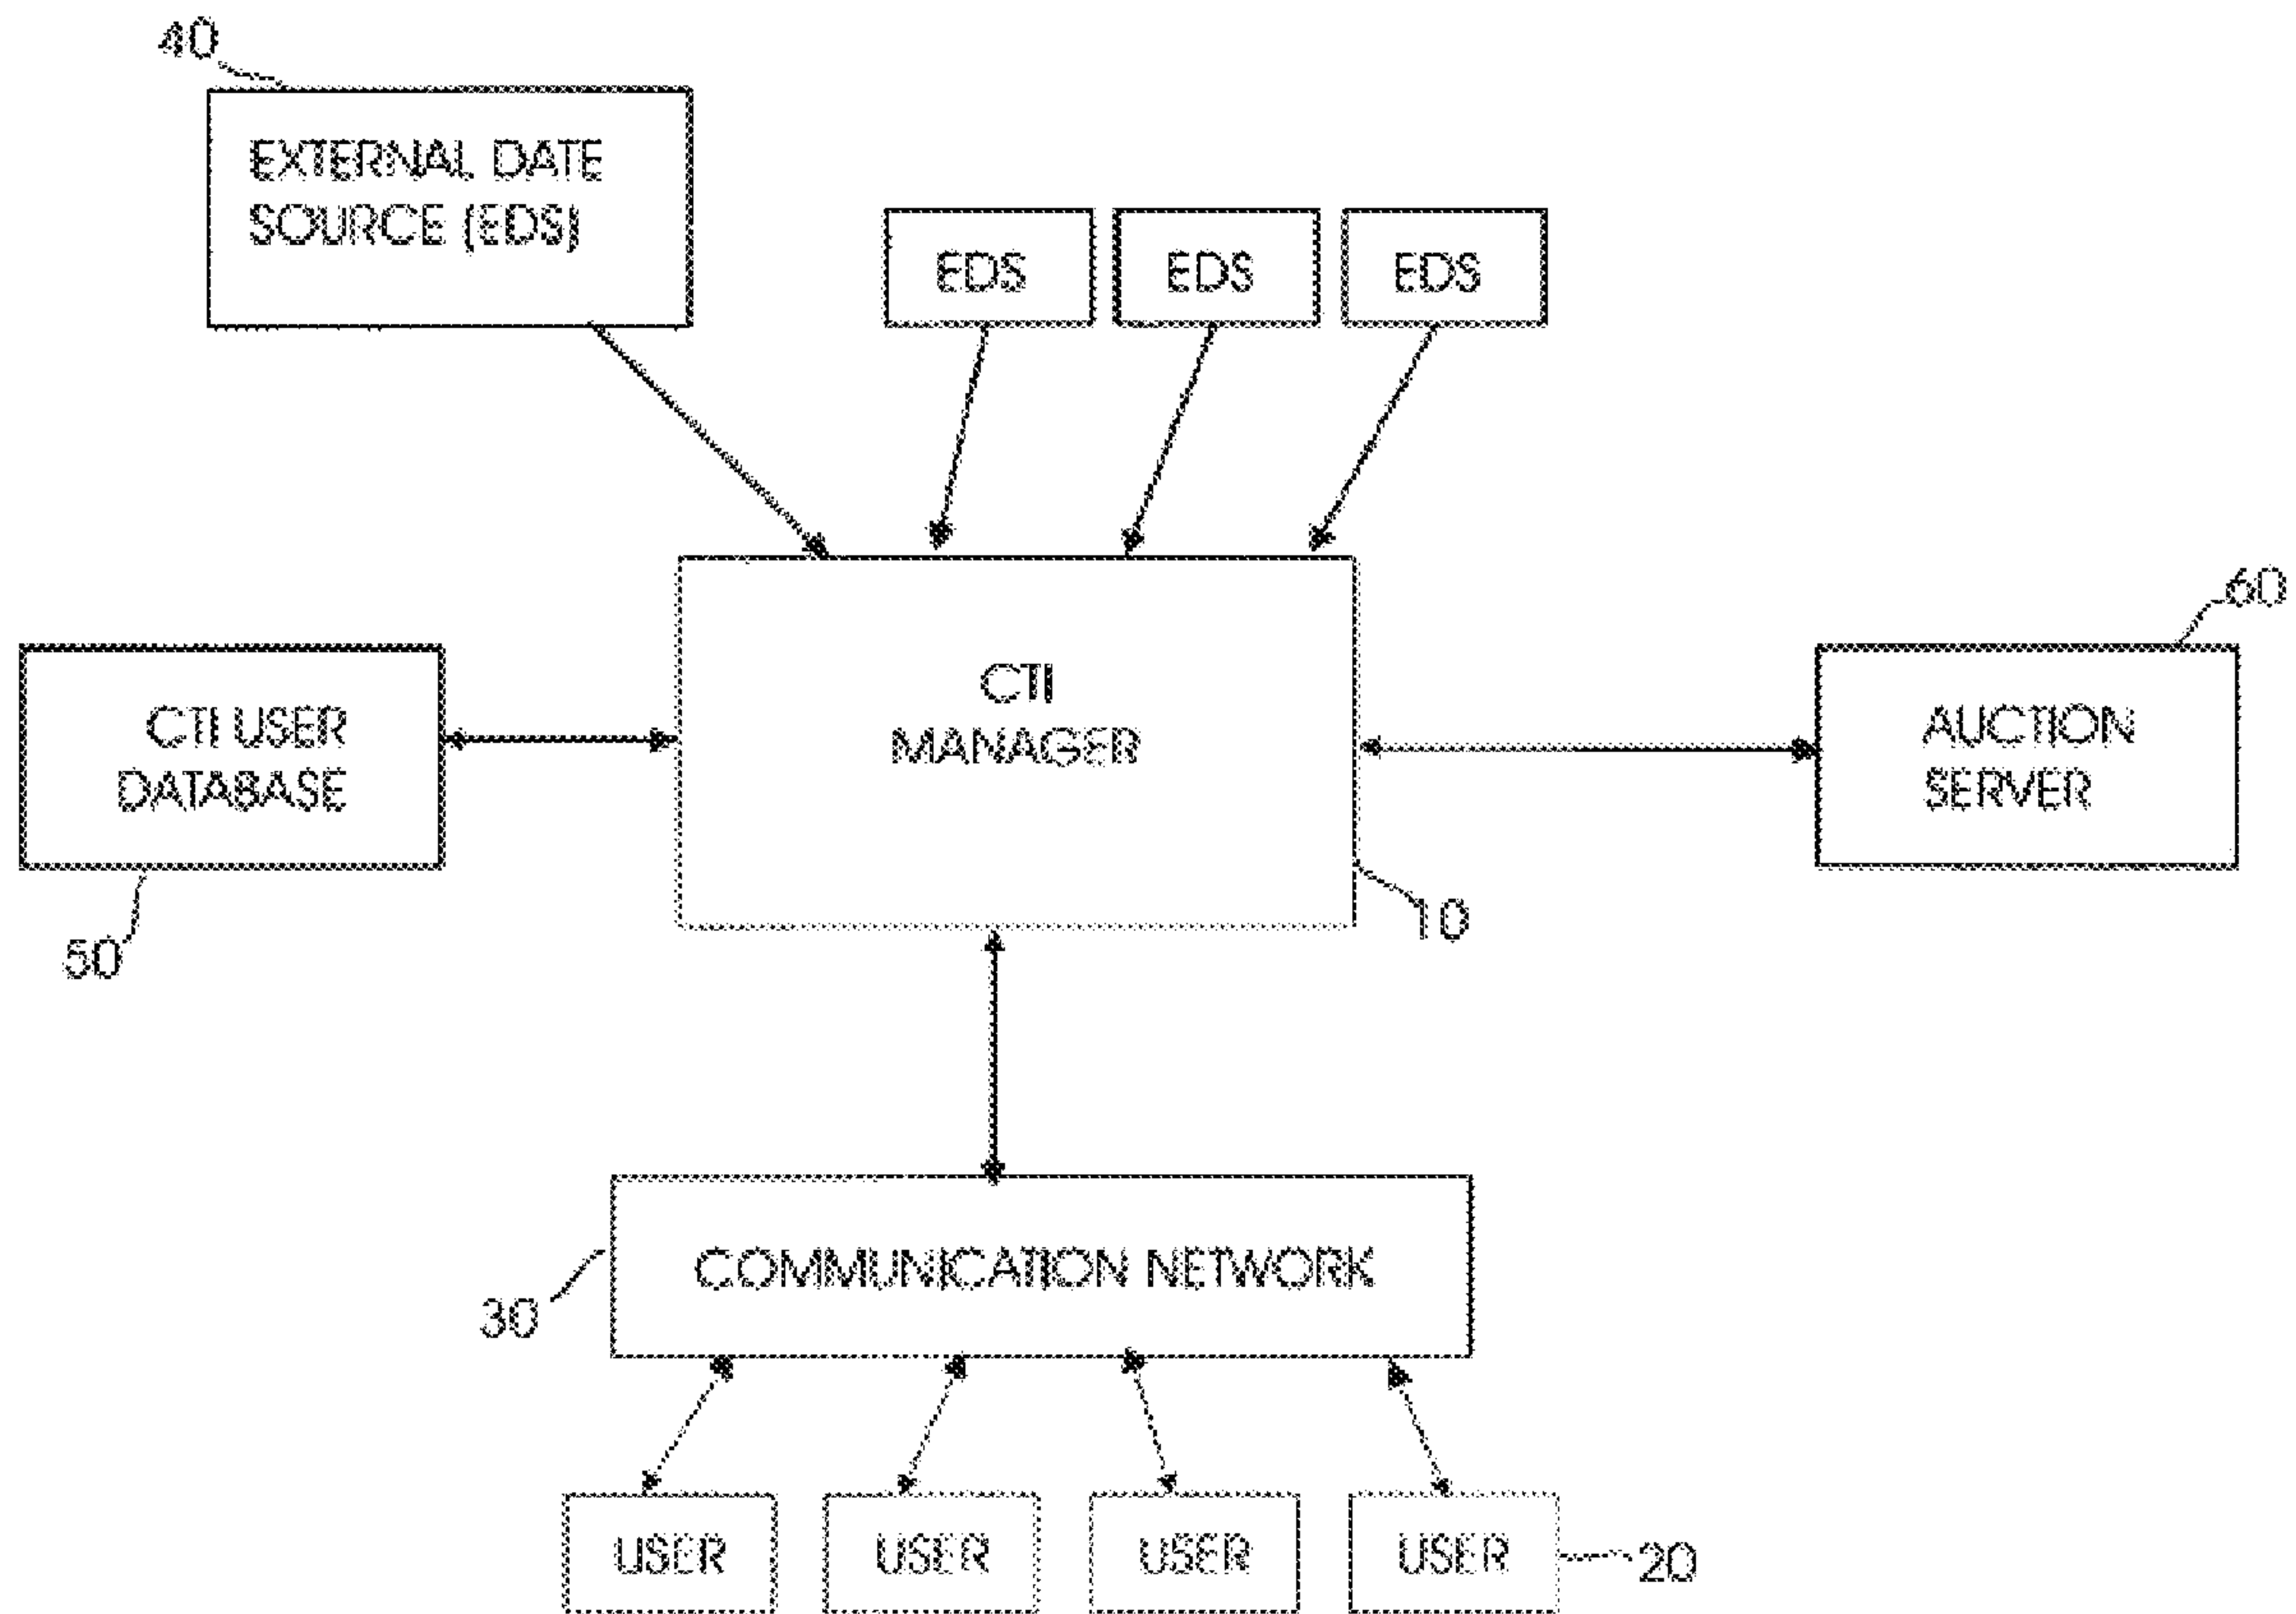 40
EXTERNAL DATE
SOURCE (EDS)
EDS
EDS
EDS
CTI
MANAGER
60
CTI USER
DATABASE
AUCTION
SERVER
10
50
COMMUNICATION NETWORK
30
USER
USER
USER
USER
20